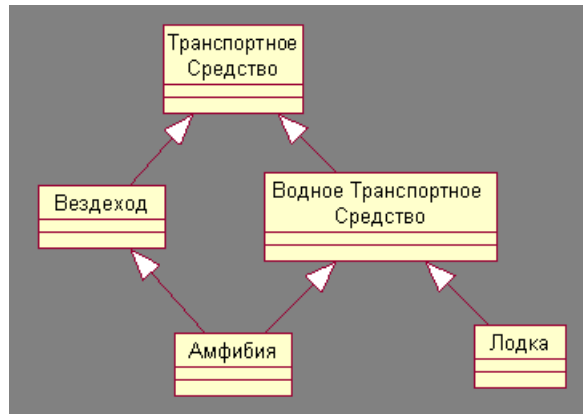 Транспортное
Средство
Вездеход
Водное Транспортное
Средство
Амфибия
Лодка